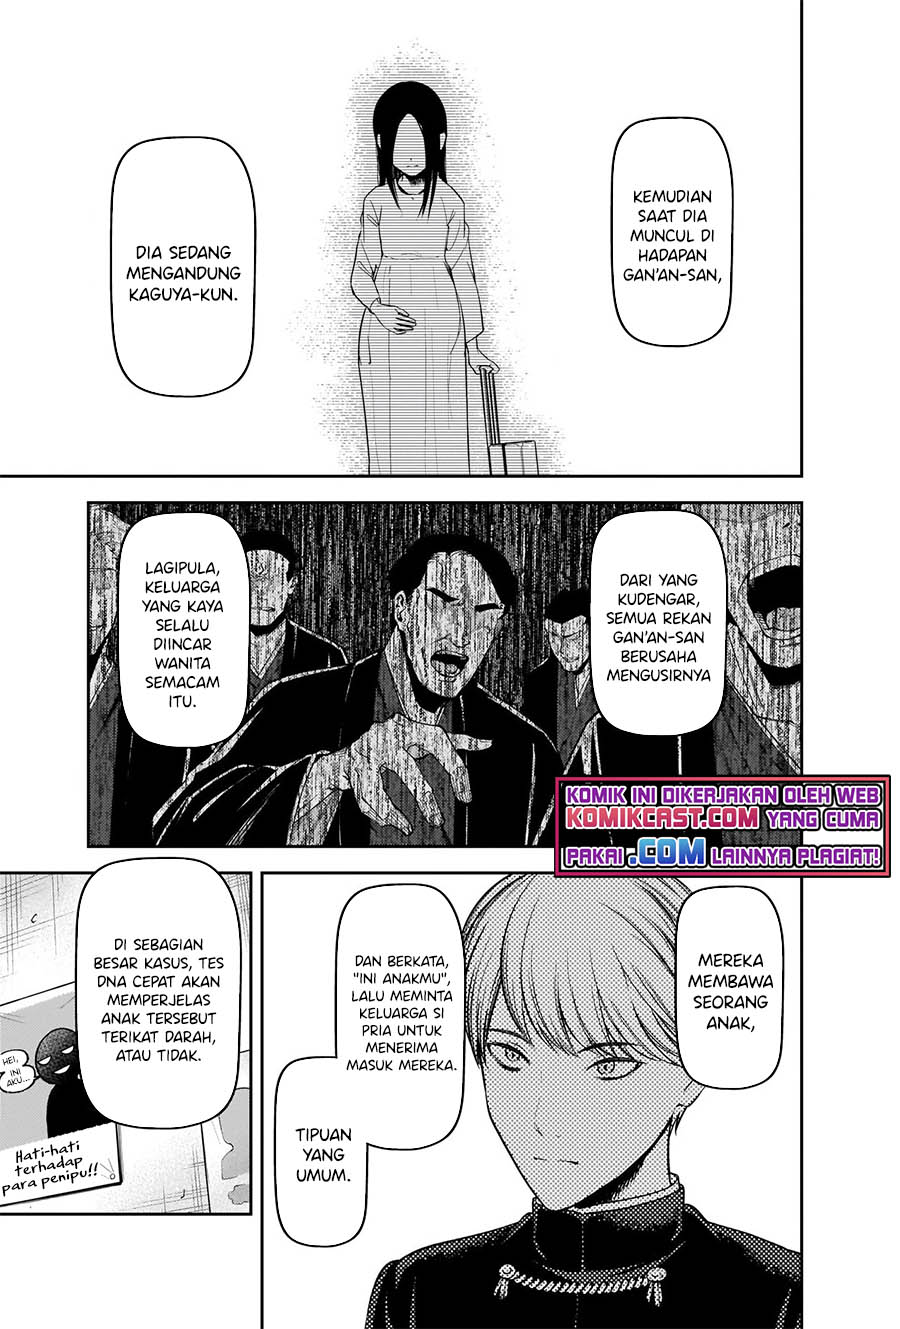 KEMUDIAN
SAAT DIA
MUNCUL DI
HADAPAN
GAN'AN-SAN,
DIA SEDANG
MENGANDUNG
KAGUYA-KUN.
DARI YANG
KUDENGAR,
SEMUA REKAN
GAN'AN-SAN
BERUSAHA
MENGUSIRNYA
LAGIPULA,
KELUARGA
YANG KAYA
SELALU
DIINCAR
WANITA
SEMACAM
ITU.
KOMIK INI DIKERJAKAN OLEH WEB
KOMIKCAST.COM YANG CUMA
PAKAI .COM LAINNYA PLAGIAT!
MEREKA
MEMBAWA
SEORANG
ANAK,
DAN BERKATA,
"INI ANAKMU",
LALU MEMINTA
KELUARGA SI
PRIA UNTUK
MENERIMA
MASUK MEREKA.
TIPUAN
YANG
UMUM.
DI SEBAGIAN
BESAR KASUS, TES
DNA CEPAT AKAN
MEMPERJELAS
ANAK TERSEBUT
TERIKAT DARAH,
ATAU TIDAK.
HEI,
INI
AKU...
Hati-hati
terhadap
para penipu!!